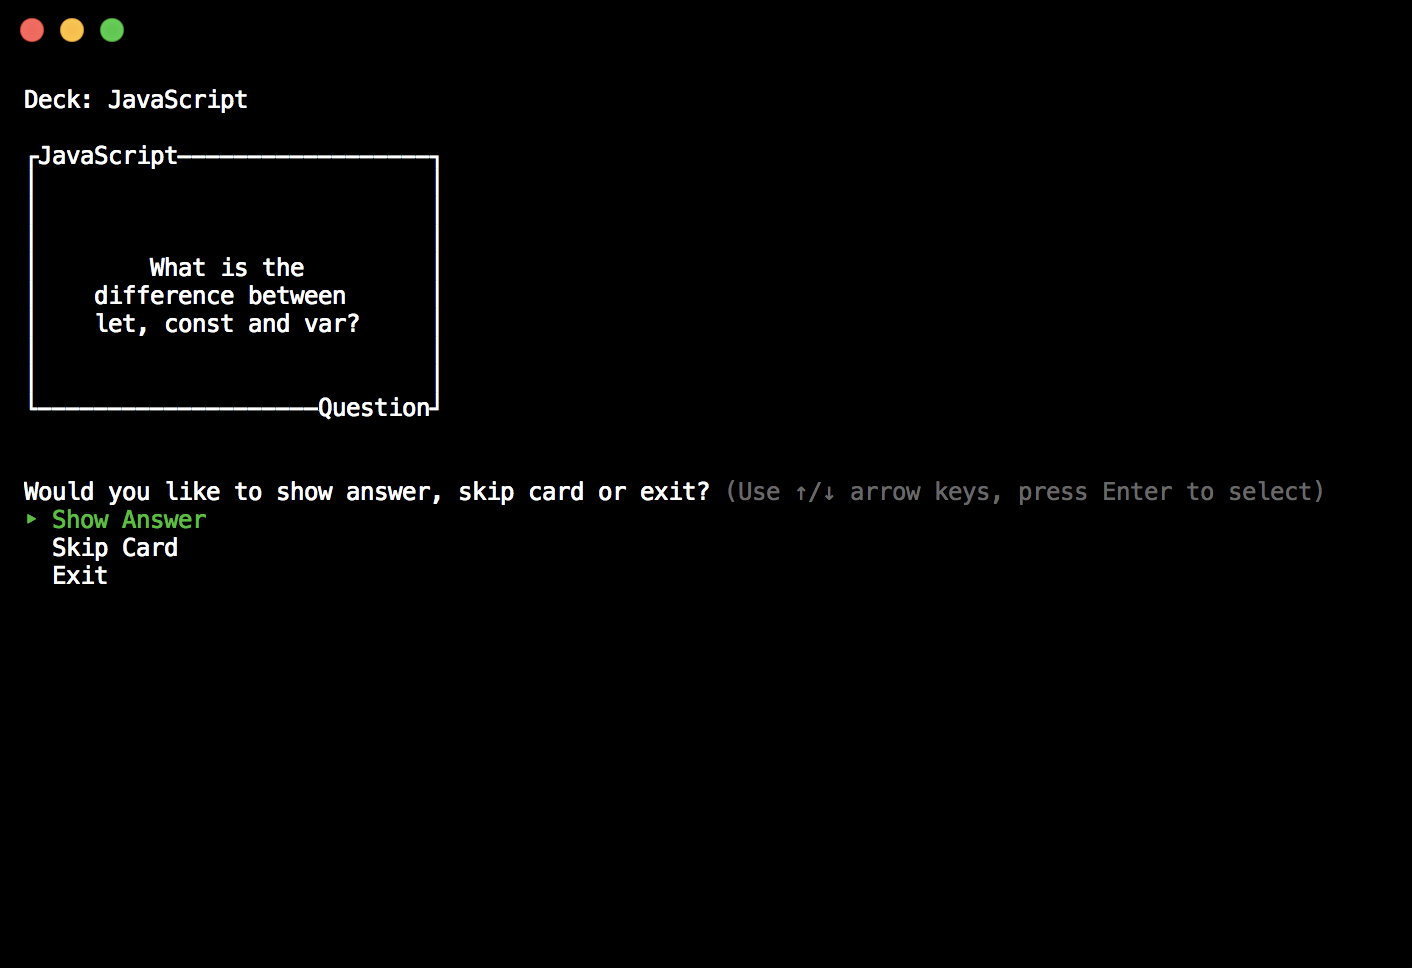 Deck: JavaScript
JavaScript
What is the
difference between
let, const and var?
Question
Would you like to show answer, skip card or exit? (Use ↑/↓ arrow keys, press Enter to select)
▸ Show Answer
Skip Card
Exit